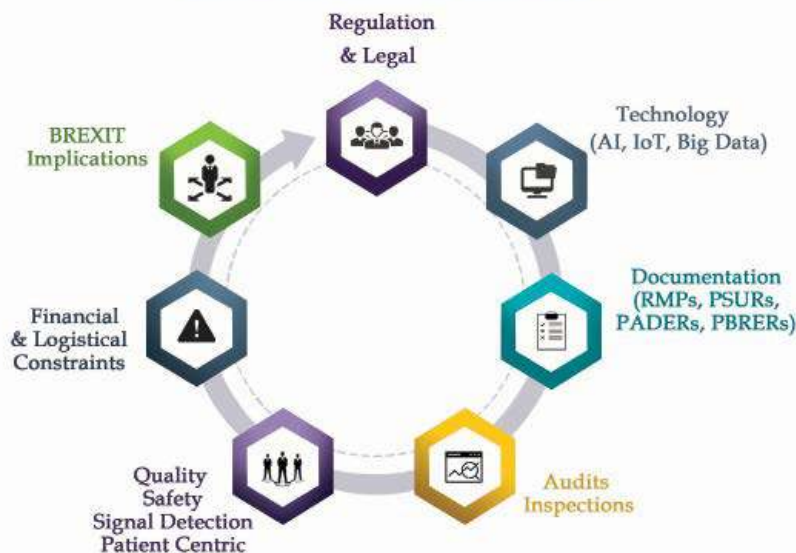 Regulation
& Legal
Technology
(AI, IoT, Big Data)
Documentation
(RMPs, PSURs,
PADERs, PBRERs)
Audits
Inspections
Quality
Safety
Signal Detection
Patient Centric
Financial
& Logistical
Constraints
BREXIT
Implications